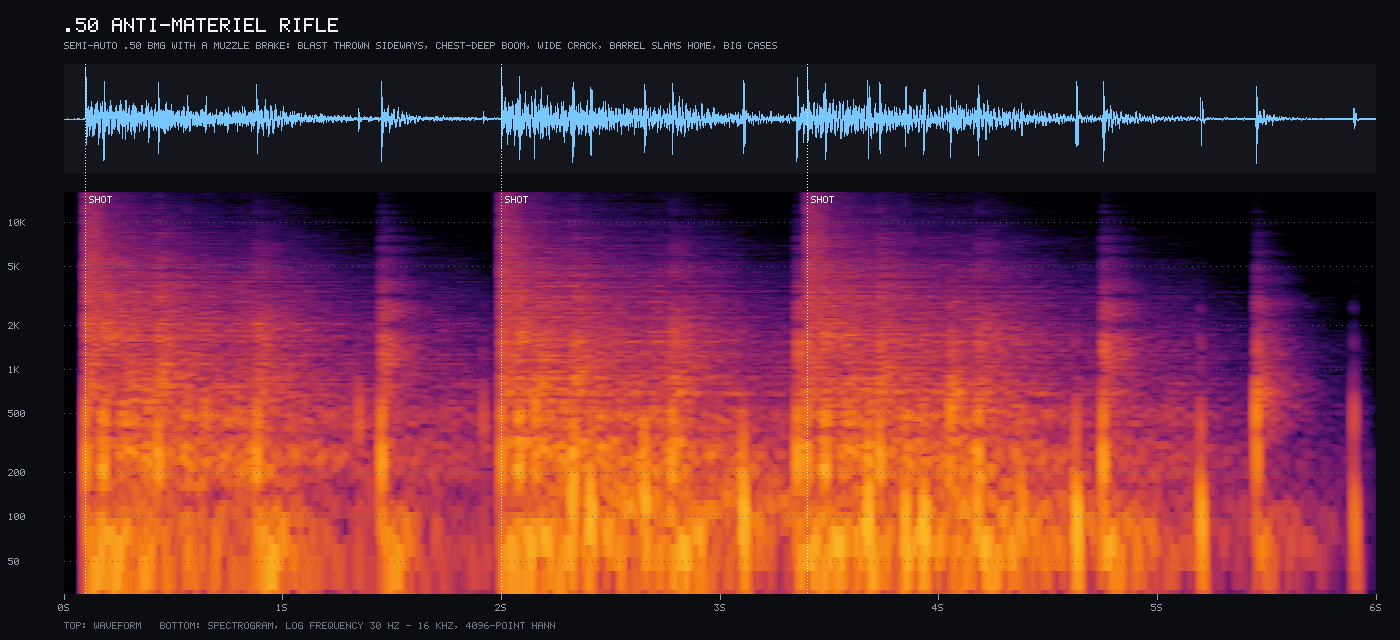 .50 ANTI-MATERIEL RIFLE
SEMI-AUTO .50 BMG WITH A MUZZLE BRAKE: BLAST THROWN SIDEWAYS, CHEST-DEEP BOOM, WIDE CRACK, BARREL SLAMS HOME, BIG CASES
SHOT SHOT SHOT
10K
5K
2K
1K
500
200
100
50
0S 1S 2S 3S 4S 5S 6S
TOP: WAVEFORM BOTTOM: SPECTROGRAM, LOG FREQUENCY 30 HZ - 16 KHZ, 4096-POINT HANN